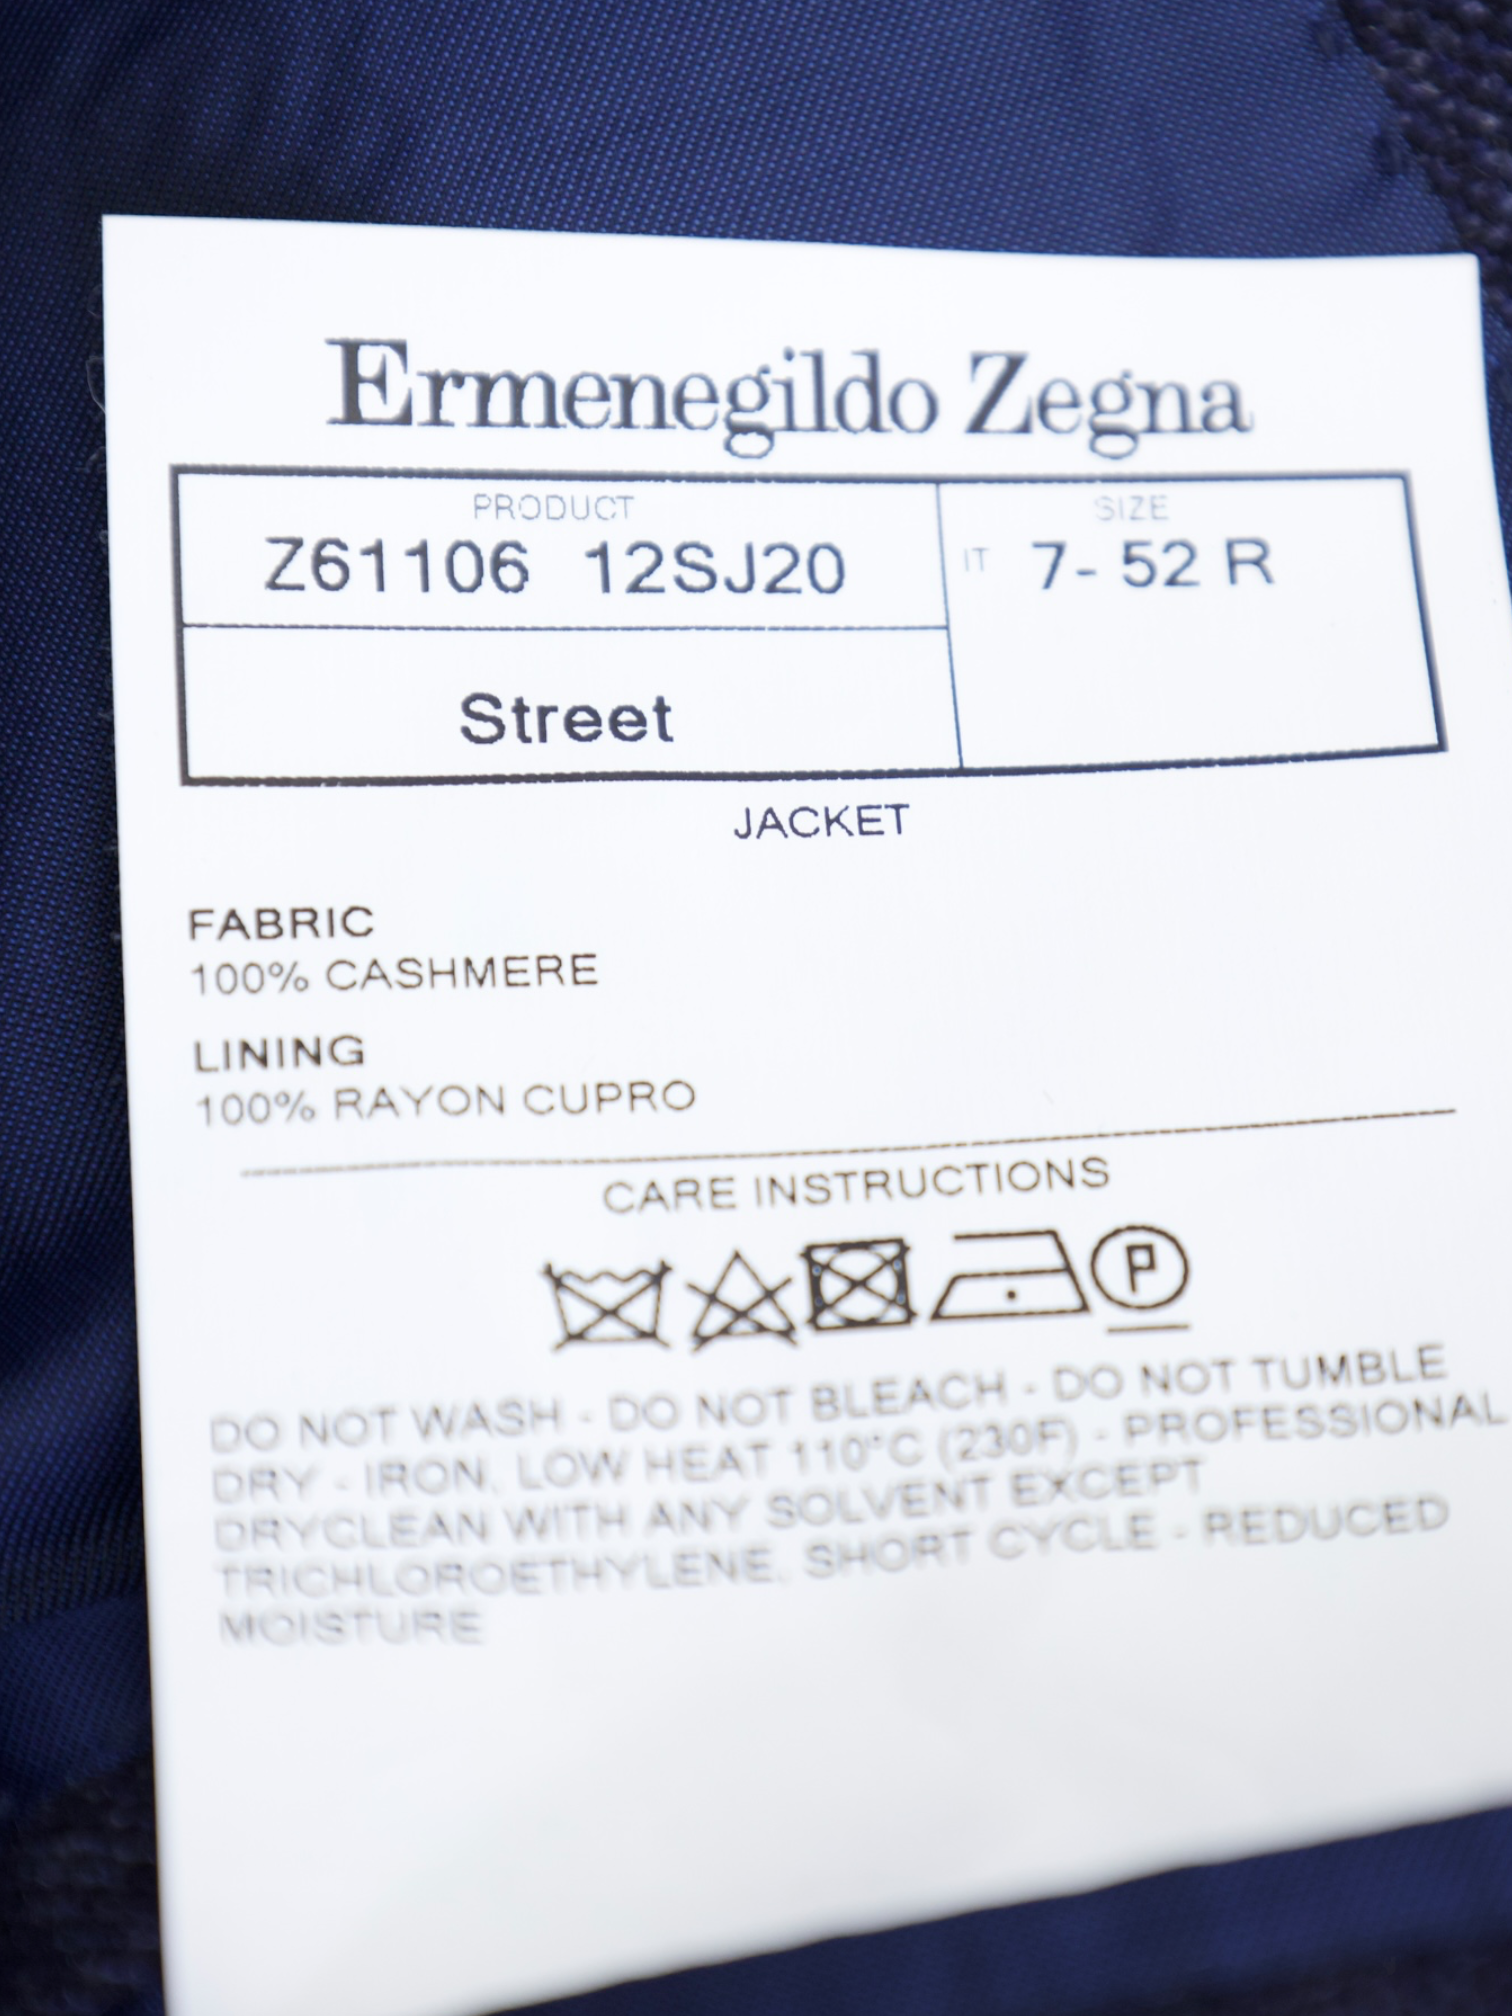 Ermenegildo Zegna
PRODUCT
Z61106 12SJ20
SIZE
IT 7- 52 R
Street
JACKET
FABRIC
100% CASHMERE
LINING
100% RAYON CUPRO
CARE INSTRUCTIONS
P
DO NOT WASH - DO NOT BLEACH - DO NOT TUMBLE
DRY - IRON, LOW HEAT 110°C (230F) - PROFESSIONAL
DRYCLEAN WITH ANY SOLVENT EXCEPT
TRICHLOROETHYLENE, SHORT CYCLE - REDUCED
MOISTURE